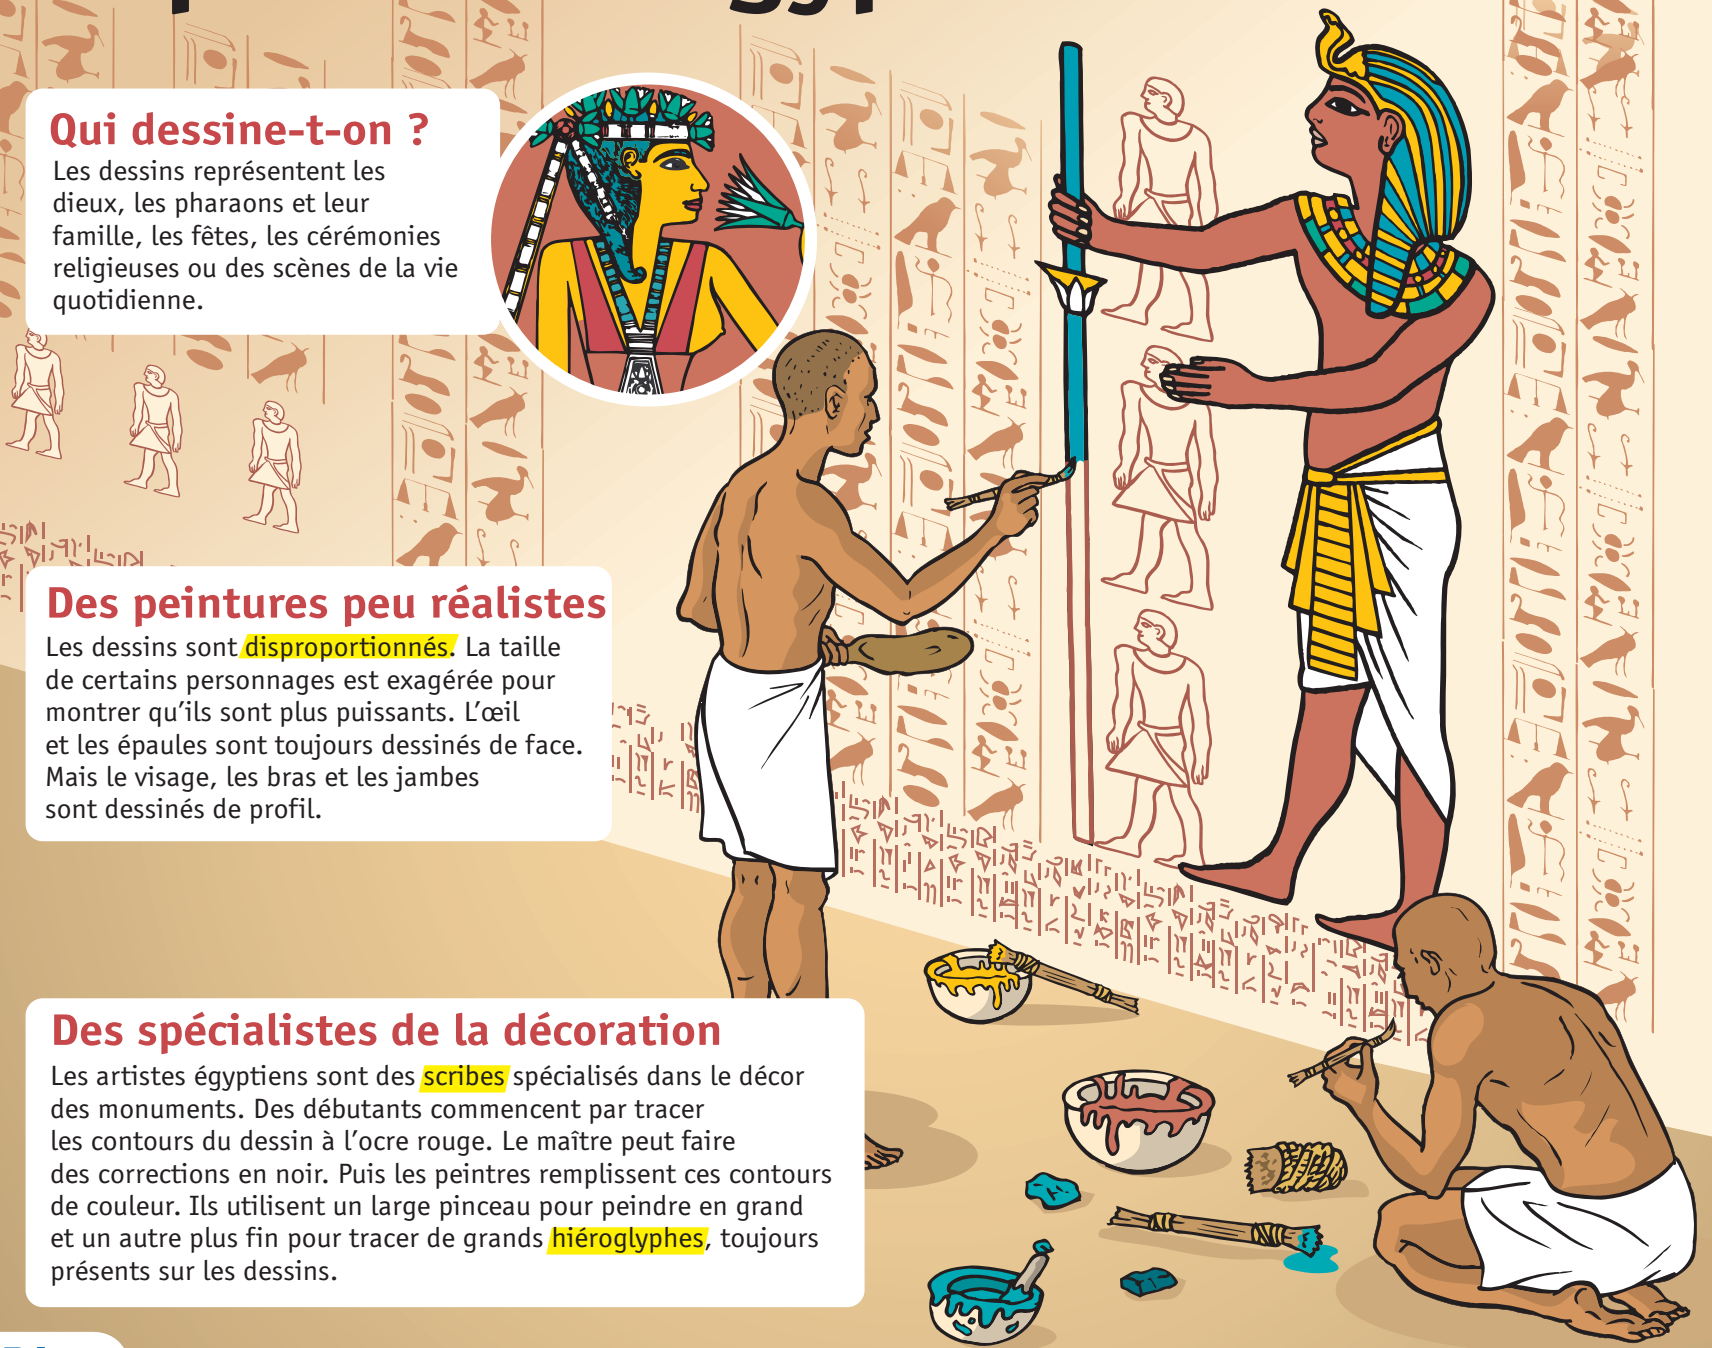 Qui dessine-t-on ?
Les dessins représentent les
dieux, les pharaons et leur
famille, les fêtes, les cérémonies
religieuses ou des scènes de la vie
quotidienne.
Des peintures peu réalistes
Les dessins sont disproportionnés. La taille
de certains personnages est exagérée pour
montrer qu’ils sont plus puissants. L’œil
et les épaules sont toujours dessinés de face.
Mais le visage, les bras et les jambes
sont dessinés de profil.
Des spécialistes de la décoration
Les artistes égyptiens sont des scribes spécialisés dans le décor
des monuments. Des débutants commencent par tracer
les contours du dessin à l’ocre rouge. Le maître peut faire
des corrections en noir. Puis les peintres remplissent ces contours
de couleur. Ils utilisent un large pinceau pour peindre en grand
et un autre plus fin pour tracer de grands hiéroglyphes, toujours
présents sur les dessins.